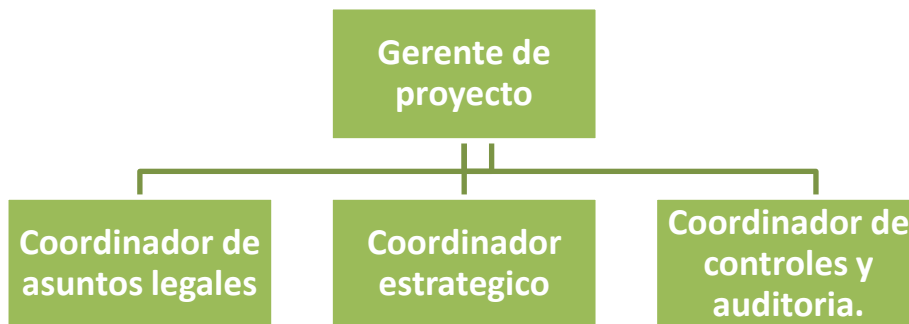 Gerente de
proyecto
Coordinador de
asuntos legales
Coordinador
estrategico
Coordinador de
controles y
auditoria.